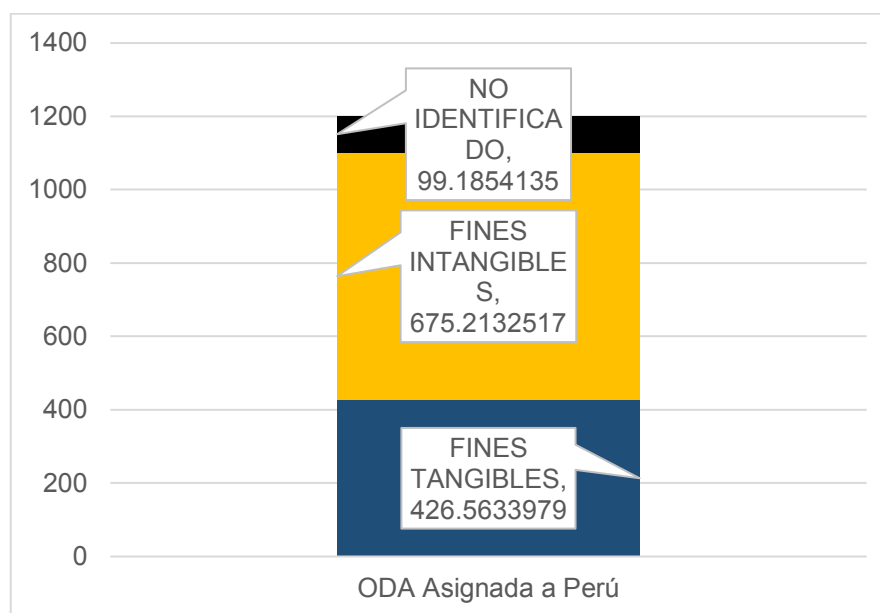 1400
1200
1000
800
600
400
200
0
NO
IDENTIFICA
DO,
99.1854135
FINES
INTANGIBLE
S,
675.2132517
FINES
TANGIBLES,
426.5633979
ODA Asignada a Perú